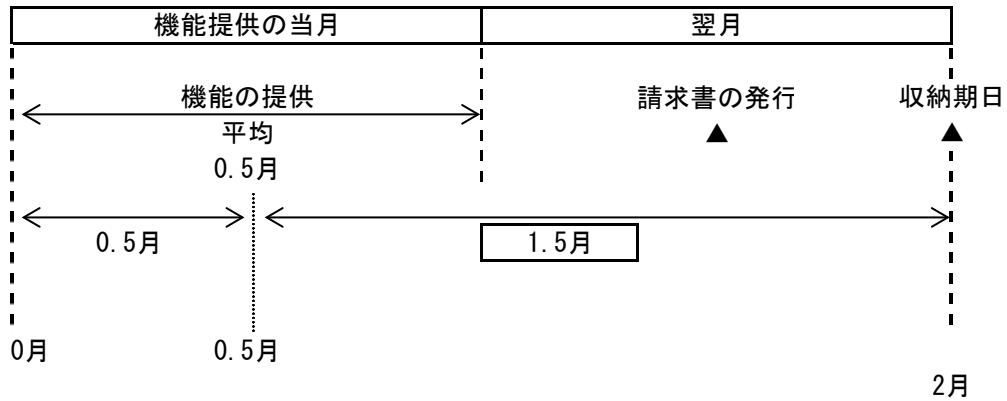 機能提供の当月 翌月
機能の提供 請求書の発行 収納期日
平均 ▲ ▲
0.5月
0.5月 1.5月
0月 0.5月
2月